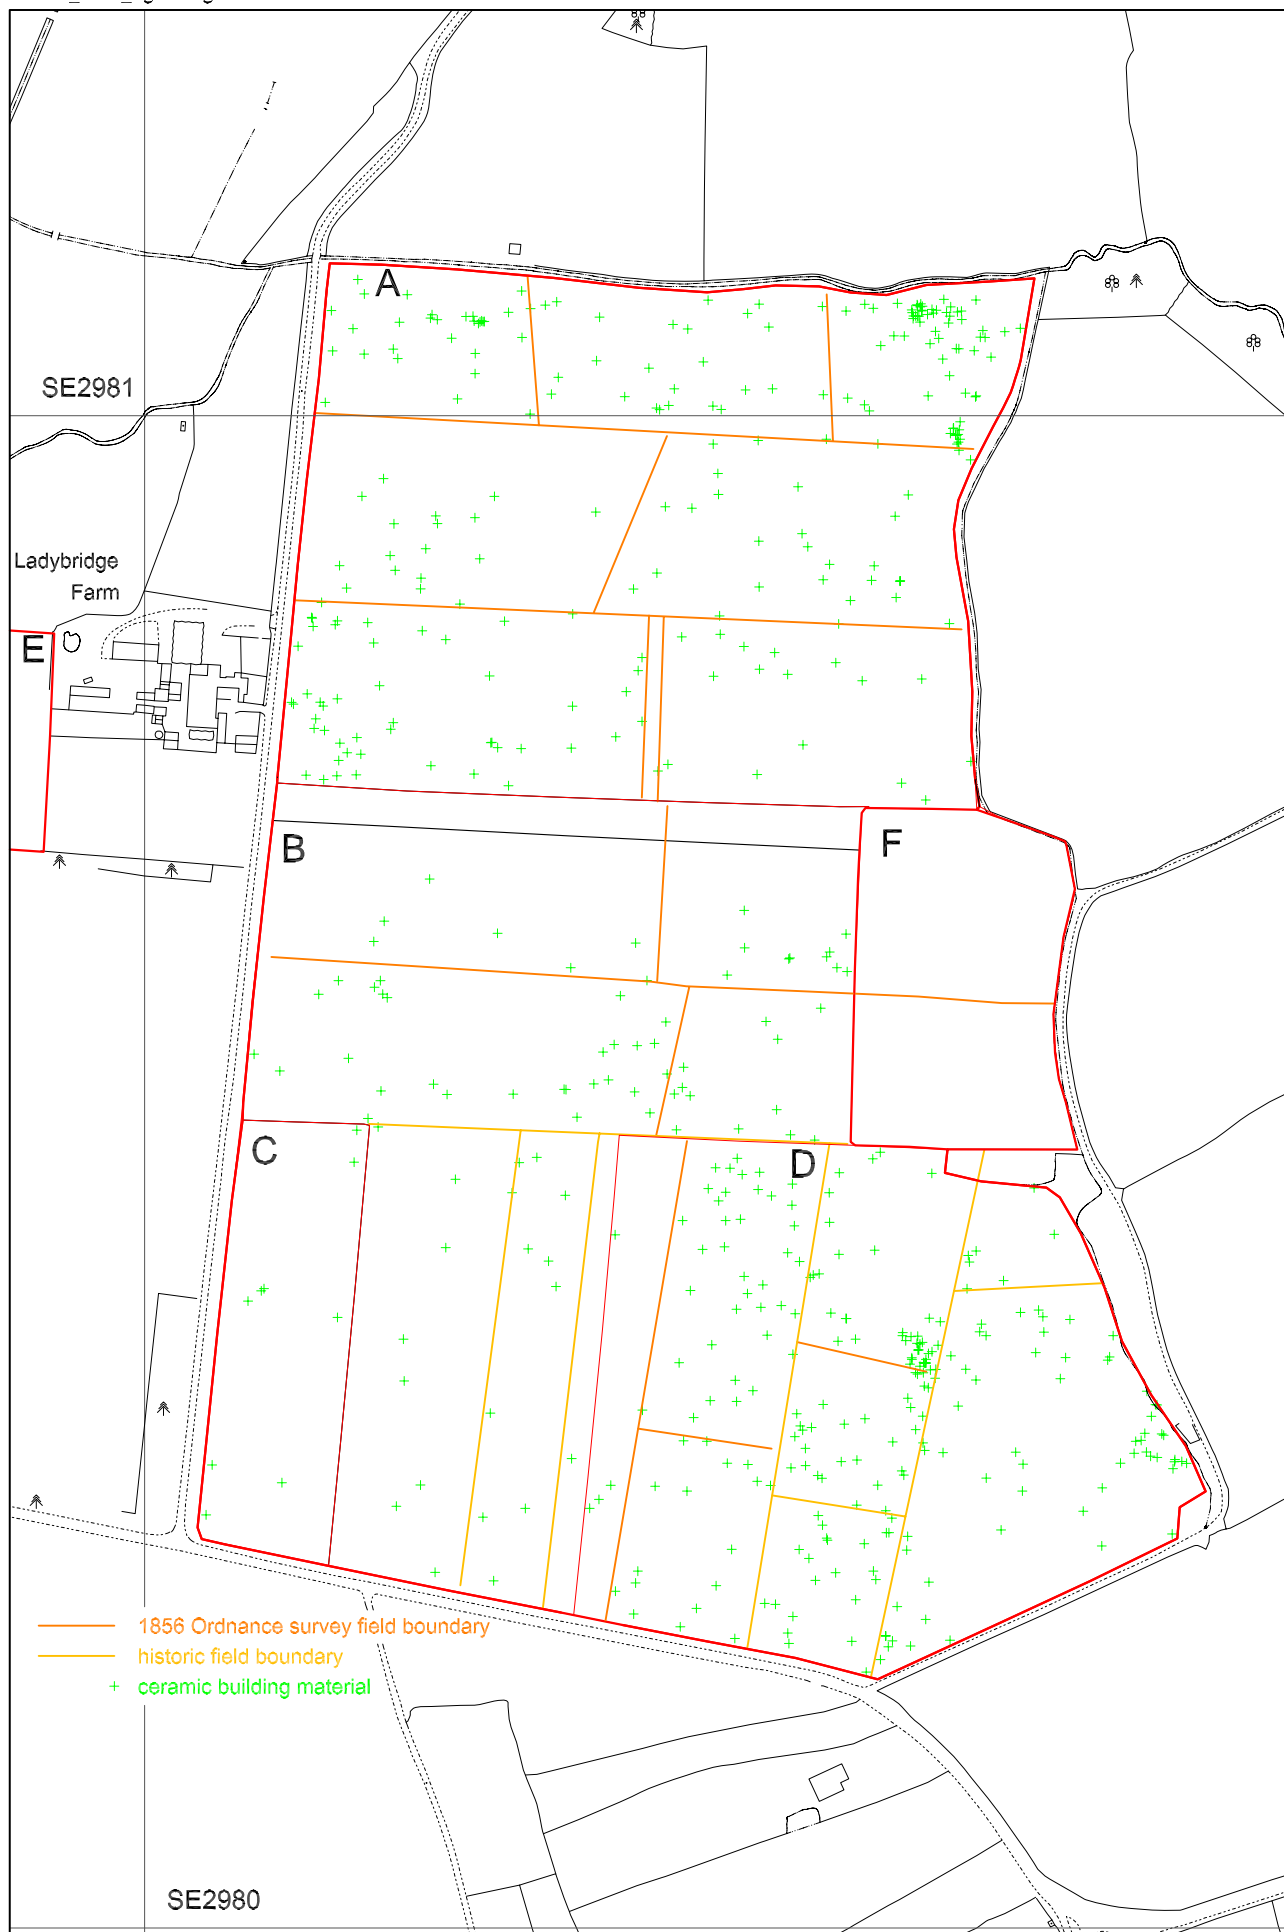 A
SE2981
Ladybridge
Farm
E
B
F
C
D
1856 Ordnance survey field boundary
historic field boundary
ceramic building material
SE2980